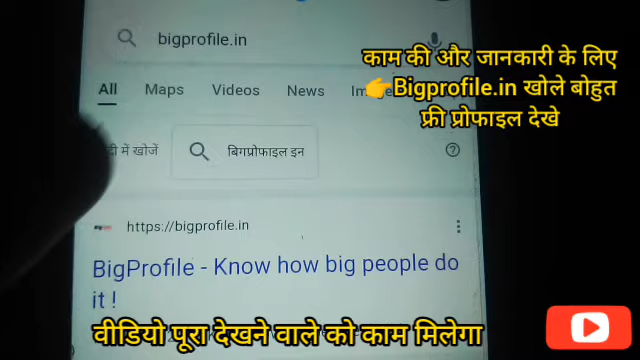 bigprofile.in
काम की और जानकारी के लिए
👉Bigprofile.in खोले बोहुत
फ्री प्रोफाइल देखे
All Maps Videos News
में खोजें बिगप्रोफाइल इन
https://bigprofile.in
BigProfile - Know how big people do
it !
वीडियो पूरा देखने वाले को काम मिलेगा